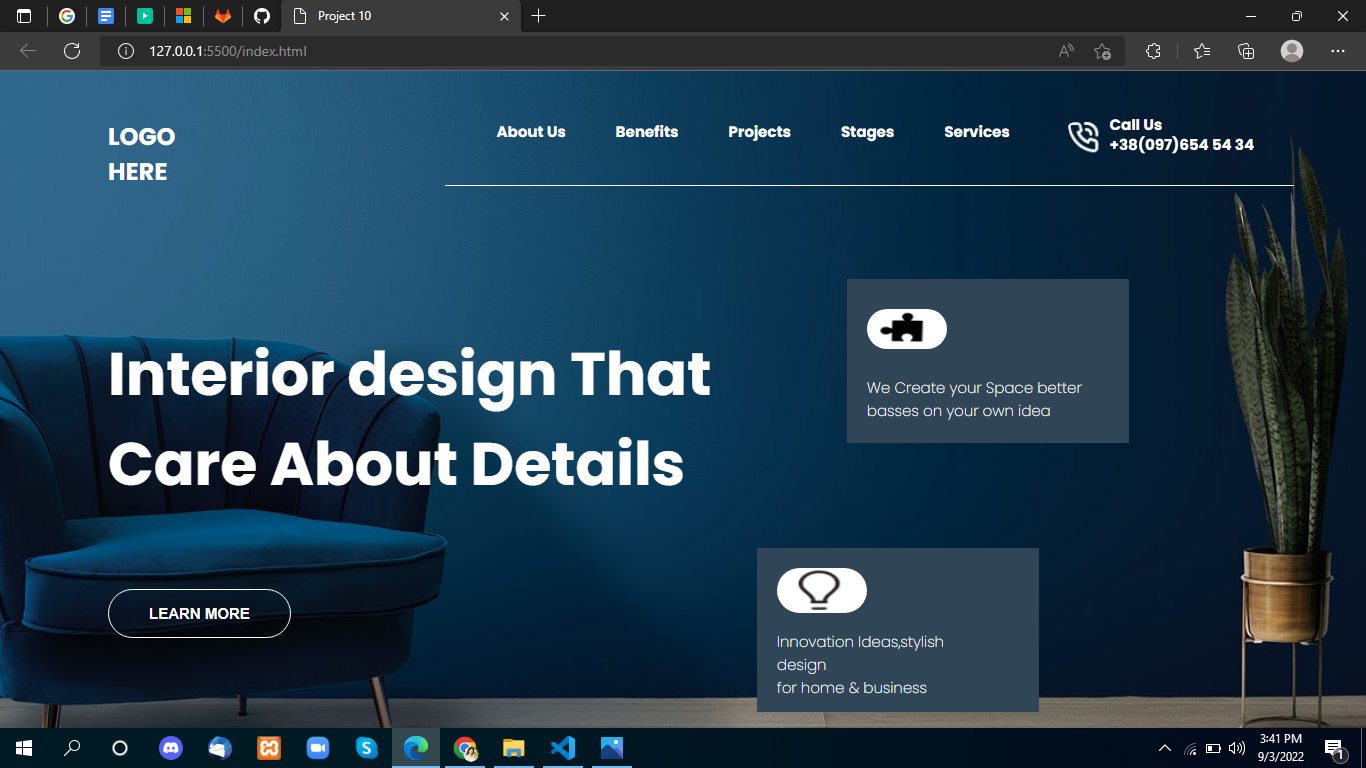 Project 10
127.0.0.1:5500/index.html
LOGO
HERE
About Us
Benefits
Projects
Stages
Services
Call Us
+38(097)654 54 34
We Create your Space better
basses on your own idea
Interior design That
Care About Details
LEARN MORE
Innovation Ideas,stylish
design
for home & business
3:41 PM
9/3/2022
1